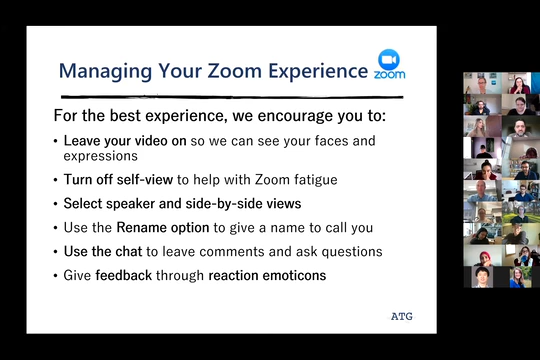 Managing Your Zoom Experience
zoom
For the best experience, we encourage you to:
• Leave your video on so we can see your faces and
expressions
• Turn off self-view to help with Zoom fatigue
• Select speaker and side-by-side views
• Use the Rename option to give a name to call you
• Use the chat to leave comments and ask questions
• Give feedback through reaction emoticons
ATG